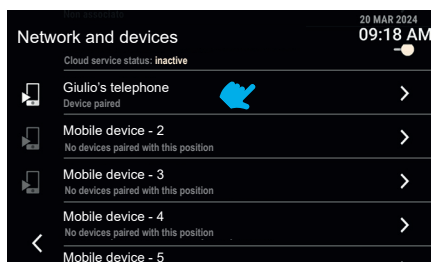 Non associato
20 MAR 2024
Network and devices
09:18 AM
Cloud service status: inactive
Giulio's telephone
Device paired
Mobile device - 2
No devices paired with this position
Mobile device - 3
No devices paired with this position
Mobile device - 4
No devices paired with this position
Mobile device - 5